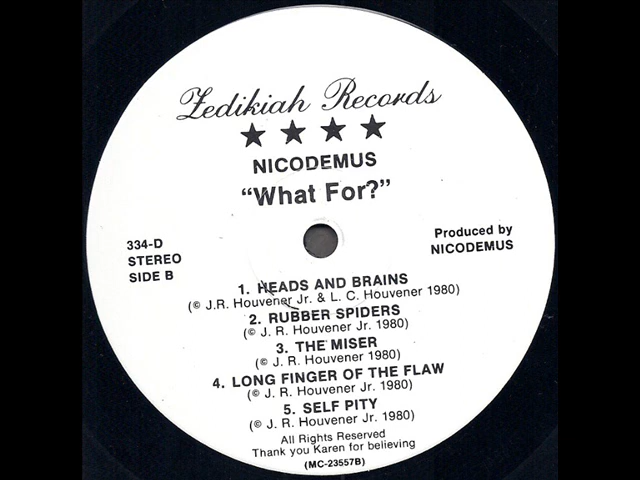 Zedikiah Records
NICODEMUS
"What For?"
334-D
STEREO
SIDE B
Produced by
NICODEMUS
1. HEADS AND BRAINS
(© J.R. Houvener Jr. & L. C. Houvener 1980)
2. RUBBER SPIDERS
(© J. R. Houvener Jr. 1980)
3. THE MISER
(© J. R. Houvener Jr. 1980)
4. LONG FINGER OF THE FLAW
(© J. R. Houvener Jr. 1980)
5. SELF PITY
(© J. R. Houvener Jr. 1980)
All Rights Reserved
Thank you Karen for believing
(MC-23557B)